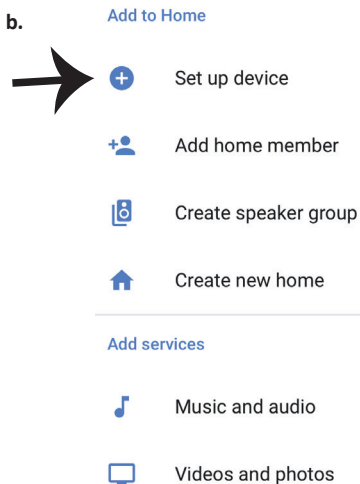 b.
Add to Home
Set up device
Add home member
Create speaker group
Create new home
Add services
Music and audio
Videos and photos